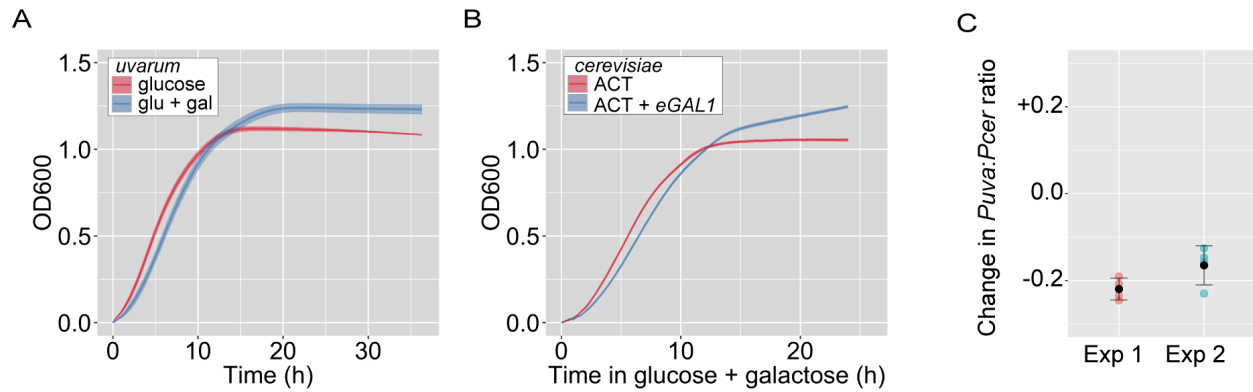 A
OD600
1.5
1.0
0.5
0.0
uvarum
glucose
glu + gal
0
10
20
30
Time (h)
B
OD600
1.5
1.0
0.5
0.0
cerevisiae
ACT
ACT + eGAL1
0
10
20
Time in glucose + galactose (h)
C
Change in Puva:Pcer ratio
+0.2
0.0
-0.2
Exp 1
Exp 2